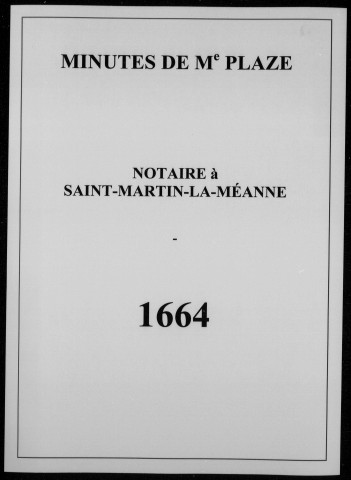 MINUTES DE Me PLAZE
NOTAIRE à
SAINT-MARTIN-LA-MÉANNE
-
1664